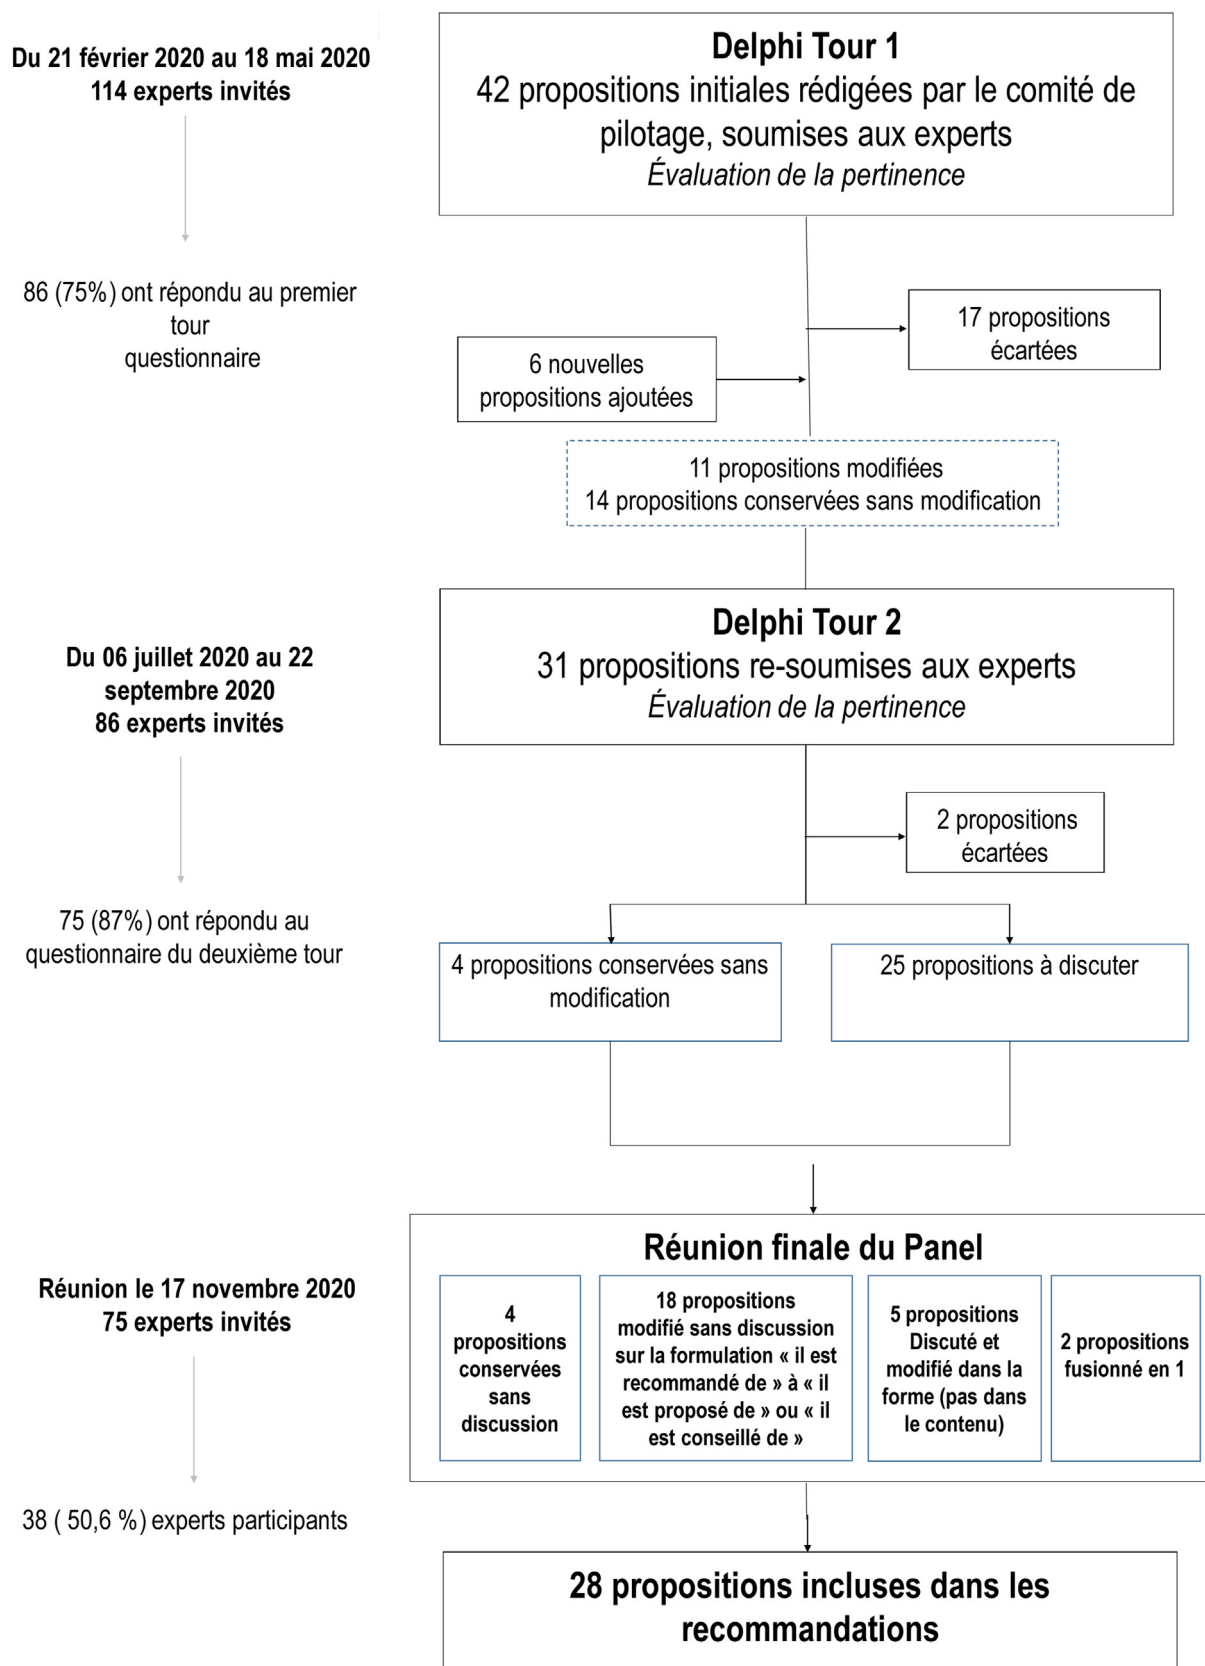 Du 21 février 2020 au 18 mai 2020
114 experts invités
Delphi Tour 1
42 propositions initiales rédigées par le comité de
pilotage, soumises aux experts
Évaluation de la pertinence
86 (75%) ont répondu au premier
tour
questionnaire
17 propositions
écartées
6 nouvelles
propositions ajoutées
11 propositions modifiées
14 propositions conservées sans modification
Delphi Tour 2
31 propositions re-soumises aux experts
Évaluation de la pertinence
Du 06 juillet 2020 au 22
septembre 2020
86 experts invités
2 propositions
écartées
75 (87%) ont répondu au
questionnaire du deuxième tour
4 propositions conservées sans
modification
25 propositions à discuter
Réunion finale du Panel
Réunion le 17 novembre 2020
75 experts invités
4
propositions
conservées
sans
discussion
18 propositions
modifié sans discussion
sur la formulation « il est
recommandé de » à « il
est proposé de » ou « il
est conseillé de »
5 propositions
Discuté et
modifié dans la
forme (pas dans
le contenu)
2 propositions
fusionné en 1
38 ( 50,6 %) experts participants
28 propositions incluses dans les
recommandations